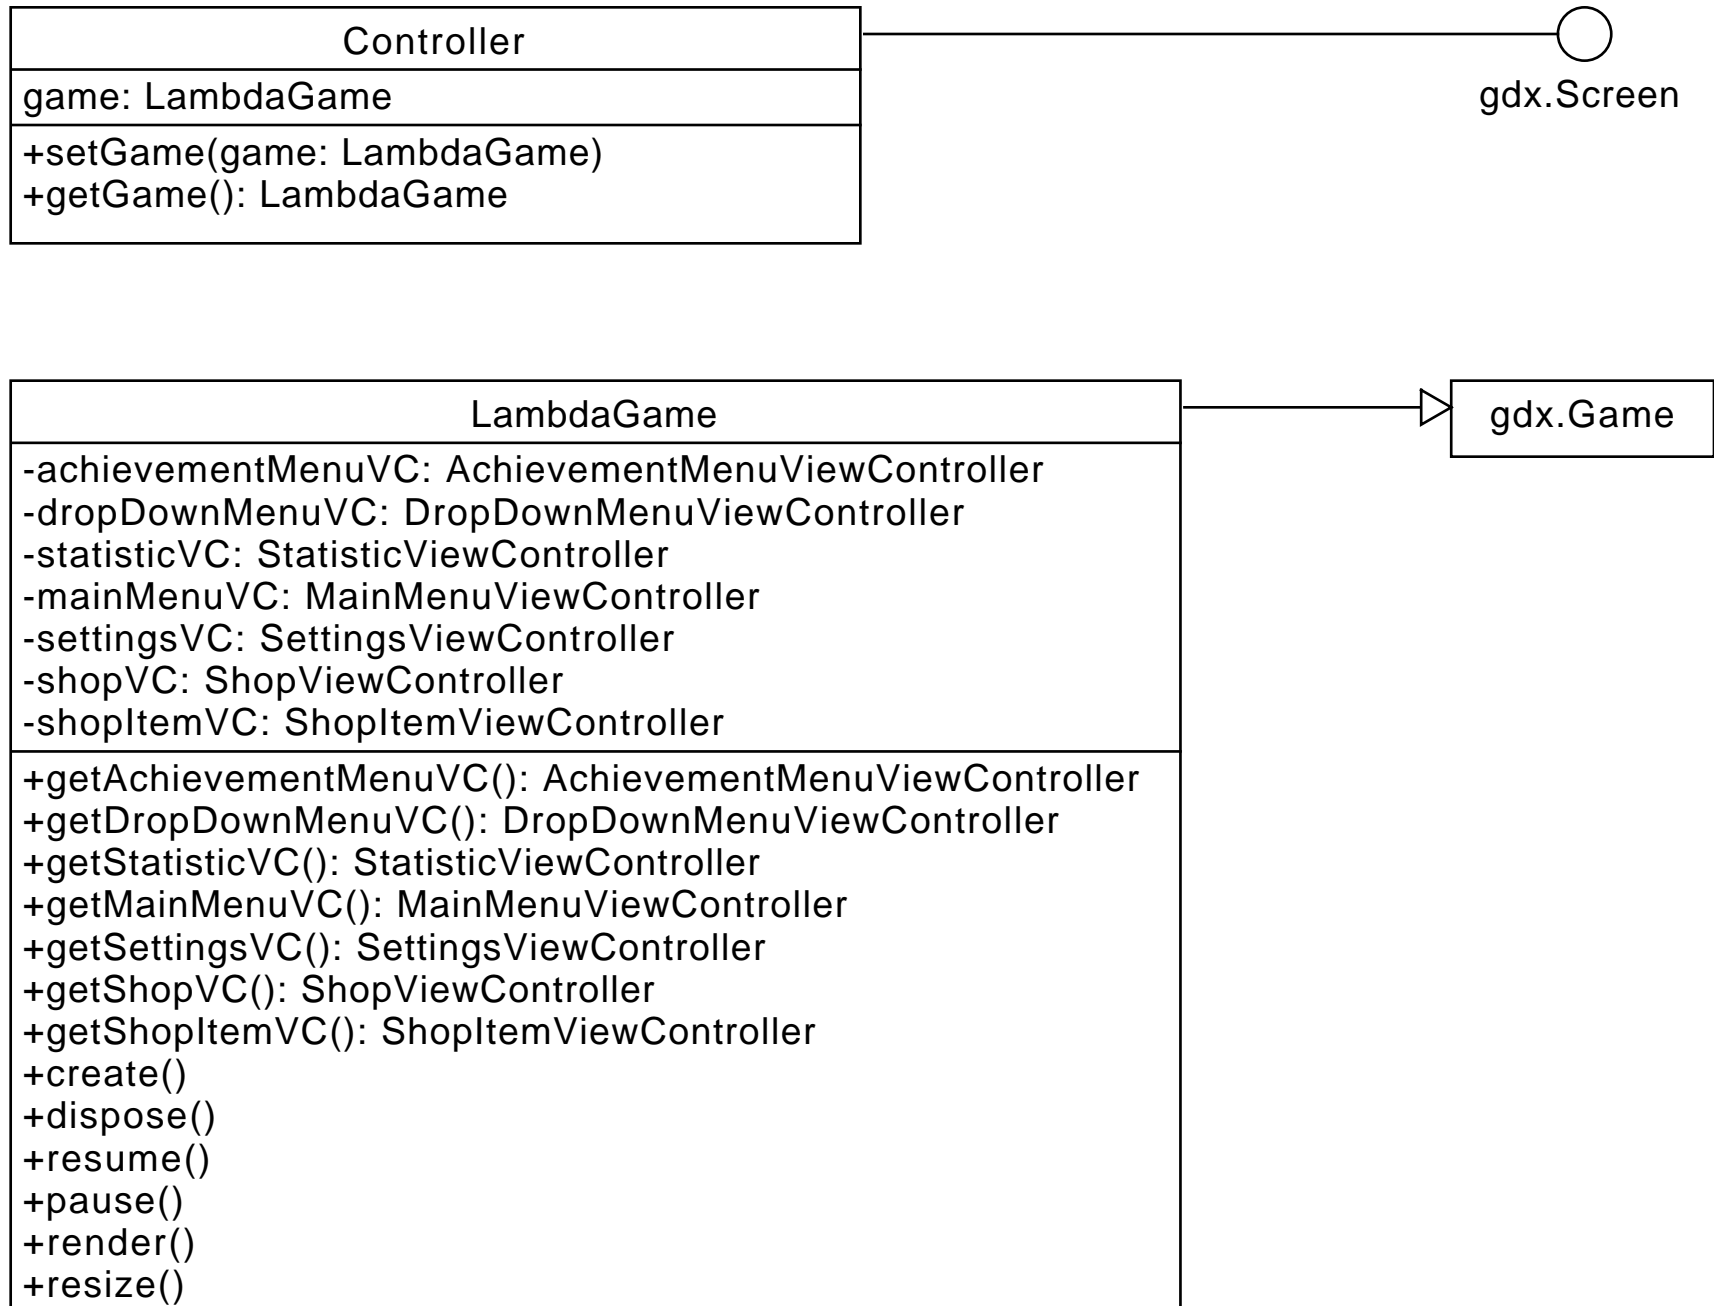 Controller
gdx.Screen
game: LambdaGame
+setGame(game: LambdaGame)
+getGame(): LambdaGame
LambdaGame
gdx.Game
-achievementMenuVC: AchievementMenuViewController
-dropDownMenuVC: DropDownMenuViewController
-statisticVC: StatisticViewController
-mainMenuVC: MainMenuViewController
-settingsVC: SettingsViewController
-shopVC: ShopViewController
-shopItemVC: ShopItemViewController
+getAchievementMenuVC(): AchievementMenuViewController
+getDropDownMenuVC(): DropDownMenuViewController
+getStatisticVC(): StatisticViewController
+getMainMenuVC(): MainMenuViewController
+getSettingsVC(): SettingsViewController
+getShopVC(): ShopViewController
+getShopItemVC(): ShopItemViewController
+create()
+dispose()
+resume()
+pause()
+render()
+resize()